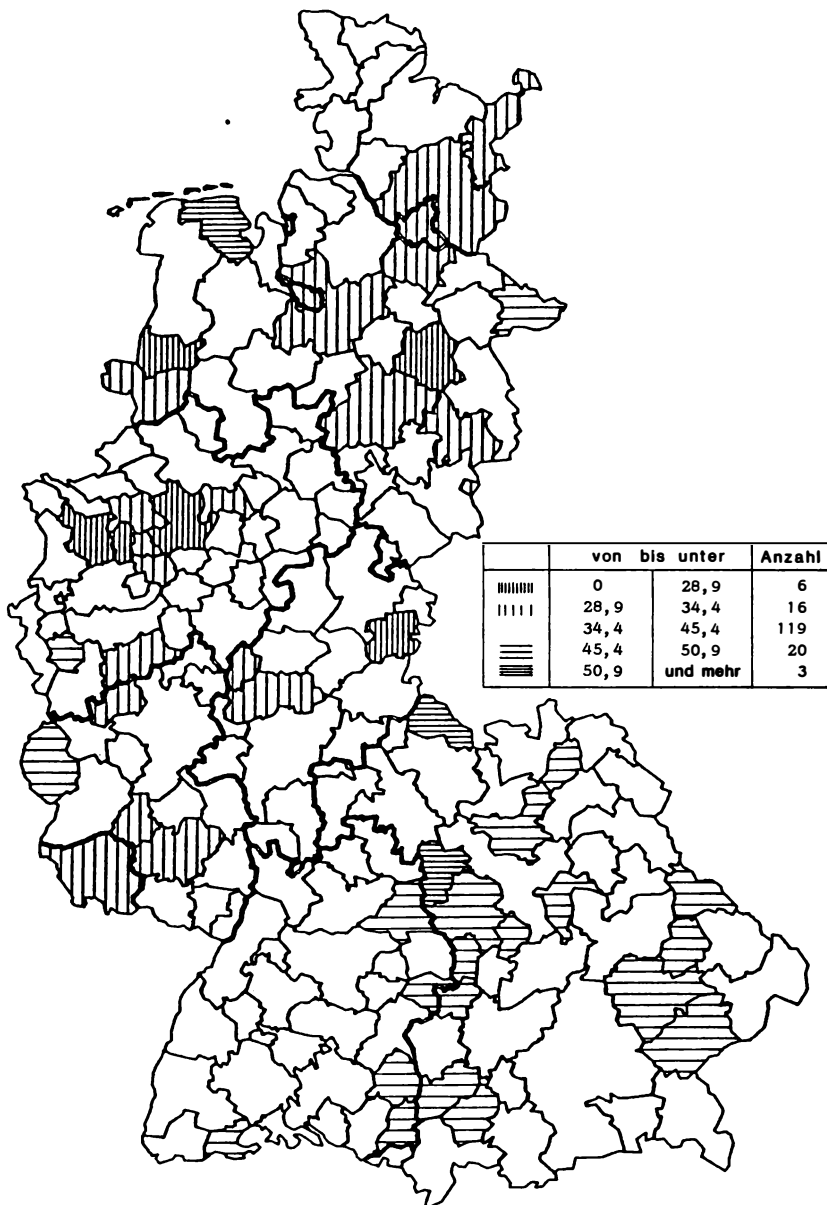 von bis unter Anzahl
0 28,9 6
28,9 34,4 16
34,4 45,4 119
45,4 50,9 20
50,9 und mehr 3